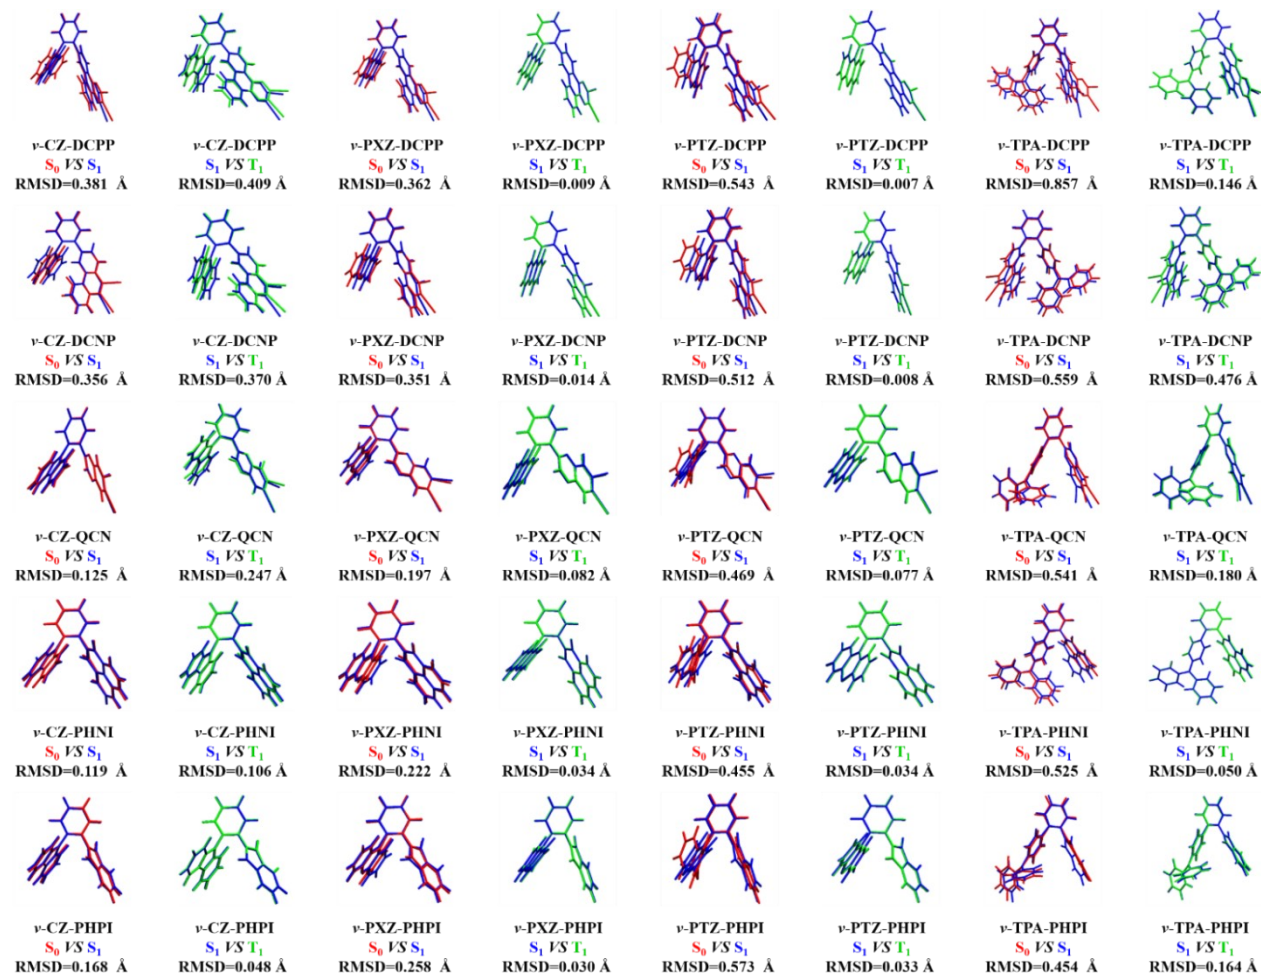 v-CZ-DCPP v-CZ-DCPP v-PXZ-DCPP v-PXZ-DCPP v-PTZ-DCPP v-PTZ-DCPP v-TPA-DCPP v-TPA-DCPP
S0 VS S1 S1 VS T1 S0 VS S1 S1 VS T1 S0 VS S1 S1 VS T1 S0 VS S1 S1 VS T1
RMSD=0.381 Å RMSD=0.409 Å RMSD=0.362 Å RMSD=0.009 Å RMSD=0.543 Å RMSD=0.007 Å RMSD=0.857 Å RMSD=0.146 Å
v-CZ-DCNP v-CZ-DCNP v-PXZ-DCNP v-PXZ-DCNP v-PTZ-DCNP v-PTZ-DCNP v-TPA-DCNP v-TPA-DCNP
S0 VS S1 S1 VS T1 S0 VS S1 S1 VS T1 S0 VS S1 S1 VS T1 S0 VS S1 S1 VS T1
RMSD=0.356 Å RMSD=0.370 Å RMSD=0.351 Å RMSD=0.014 Å RMSD=0.512 Å RMSD=0.008 Å RMSD=0.559 Å RMSD=0.476 Å
v-CZ-QCN v-CZ-QCN v-PXZ-QCN v-PXZ-QCN v-PTZ-QCN v-PTZ-QCN v-TPA-QCN v-TPA-QCN
S0 VS S1 S1 VS T1 S0 VS S1 S1 VS T1 S0 VS S1 S1 VS T1 S0 VS S1 S1 VS T1
RMSD=0.125 Å RMSD=0.247 Å RMSD=0.197 Å RMSD=0.082 Å RMSD=0.469 Å RMSD=0.077 Å RMSD=0.541 Å RMSD=0.180 Å
v-CZ-PHNI v-CZ-PHNI v-PXZ-PHNI v-PXZ-PHNI v-PTZ-PHNI v-PTZ-PHNI v-TPA-PHNI v-TPA-PHNI
S0 VS S1 S1 VS T1 S0 VS S1 S1 VS T1 S0 VS S1 S1 VS T1 S0 VS S1 S1 VS T1
RMSD=0.119 Å RMSD=0.106 Å RMSD=0.222 Å RMSD=0.034 Å RMSD=0.455 Å RMSD=0.034 Å RMSD=0.525 Å RMSD=0.050 Å
v-CZ-PHPI v-CZ-PHPI v-PXZ-PHPI v-PXZ-PHPI v-PTZ-PHPI v-PTZ-PHPI v-TPA-PHPI v-TPA-PHPI
S0 VS S1 S1 VS T1 S0 VS S1 S1 VS T1 S0 VS S1 S1 VS T1 S0 VS S1 S1 VS T1
RMSD=0.168 Å RMSD=0.048 Å RMSD=0.258 Å RMSD=0.030 Å RMSD=0.573 Å RMSD=0.033 Å RMSD=0.454 Å RMSD=0.164 Å